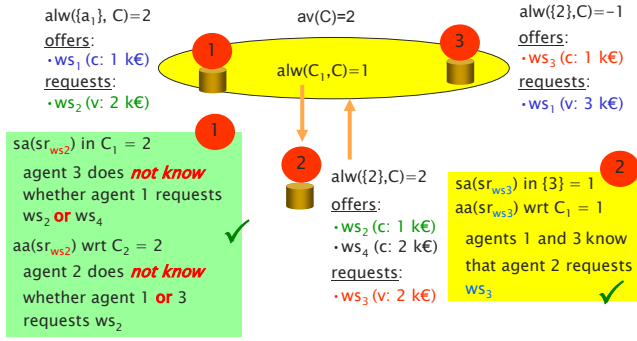 alw({a₁}, C)=2
offers:
•ws₁ (c: 1 k€)
requests:
•ws₂ (v: 2 k€)
av(C)=2
1
3
alw(C₁,C)=1
alw({2},C)=−1
offers:
•ws₃ (c: 1 k€)
requests:
•ws₁ (v: 3 k€)
1
sa(sr_ws2) in C₁ = 2
agent 3 does not know
whether agent 1 requests
ws₂ or ws₄
aa(sr_ws2) wrt C₂ = 2
agent 2 does not know
whether agent 1 or 3
requests ws₂
2
alw({2},C)=2
offers:
•ws₂ (c: 1 k€)
•ws₄ (c: 2 k€)
requests:
•ws₃ (v: 2 k€)
2
sa(sr_ws3) in {3} = 1
aa(sr_ws3) wrt C₁ = 1
agents 1 and 3 know
that agent 2 requests
ws₃